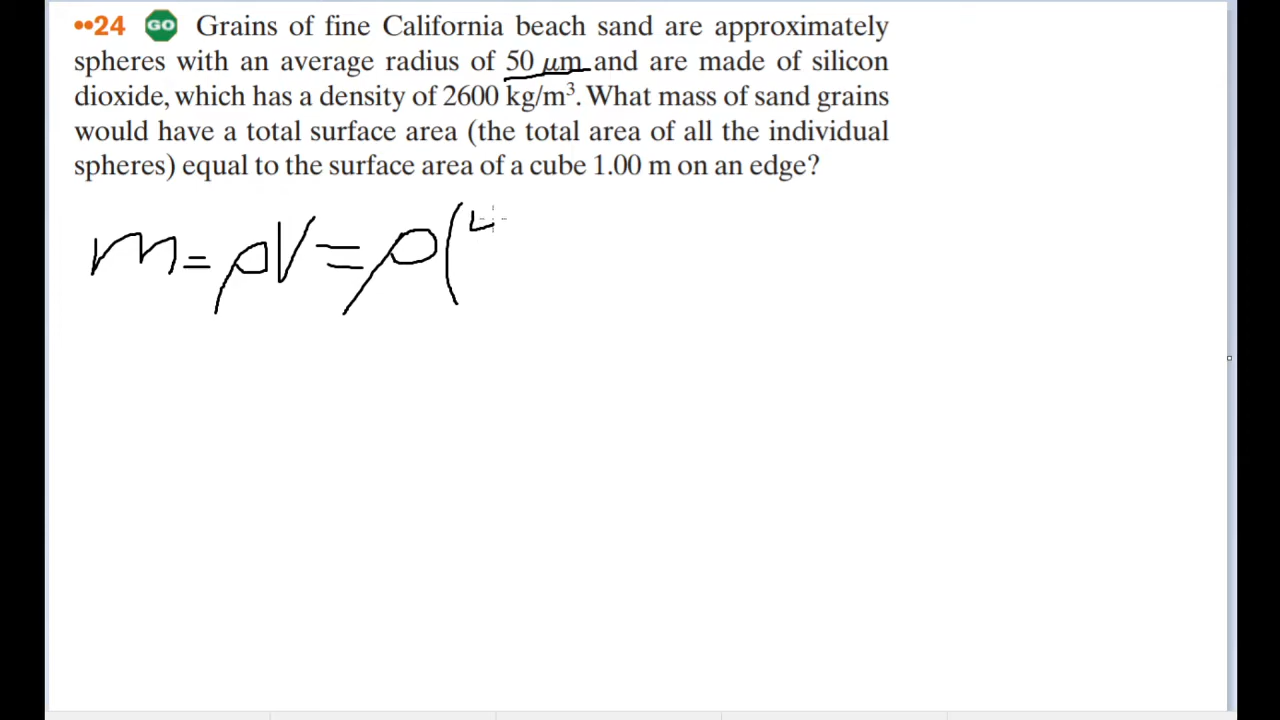 ••24 GO Grains of fine California beach sand are approximately
spheres with an average radius of 50 μm and are made of silicon
dioxide, which has a density of 2600 kg/m³. What mass of sand grains
would have a total surface area (the total area of all the individual
spheres) equal to the surface area of a cube 1.00 m on an edge?
m = ρV = ρ(